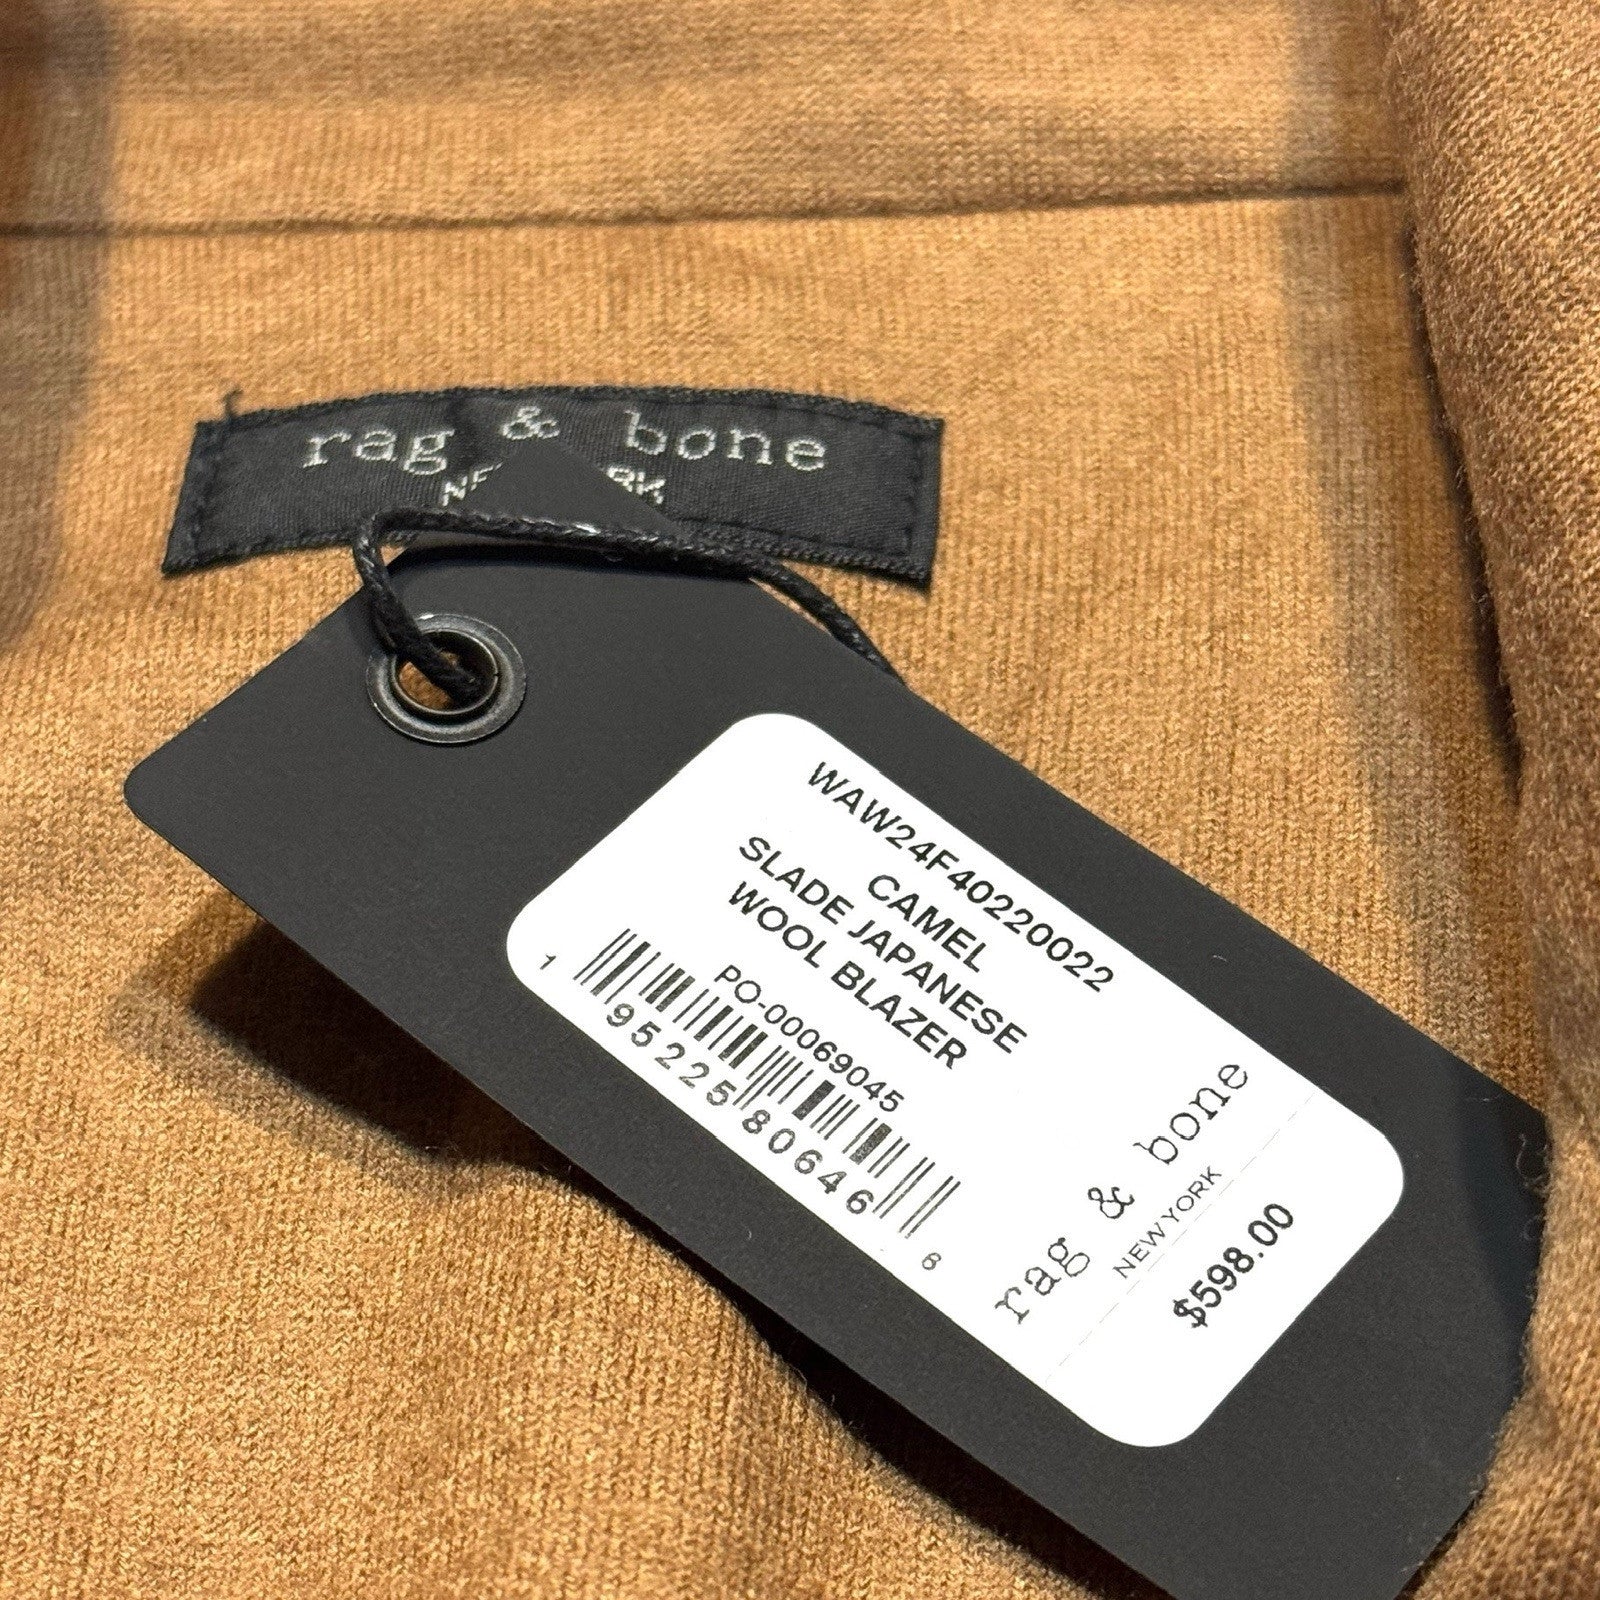 rag & bone
WAW24F40220022
CAMEL
SLADE JAPANESE
WOOL BLAZER
PO-00069045
1 95225 80646 6
rag & bone
NEW YORK
$598.00